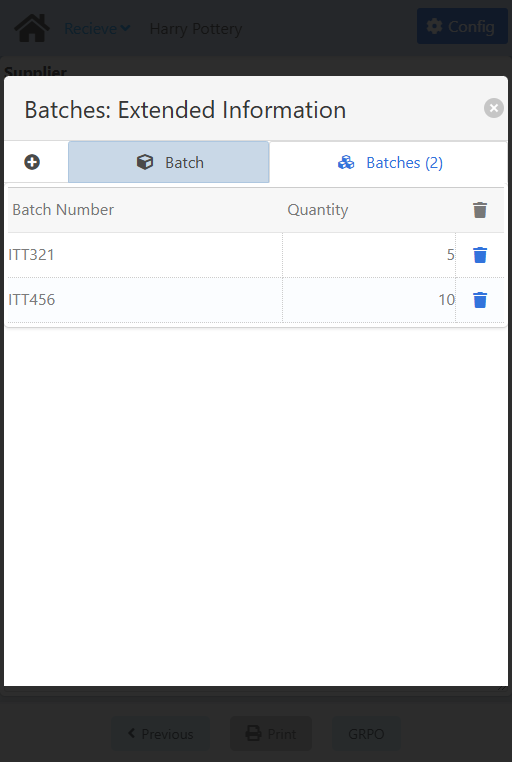 Recieve Harry Pottery Config
Supplier
Batches: Extended Information
Batch Batches (2)
Batch Number Quantity
ITT321 5
ITT456 10
Previous Print GRPO